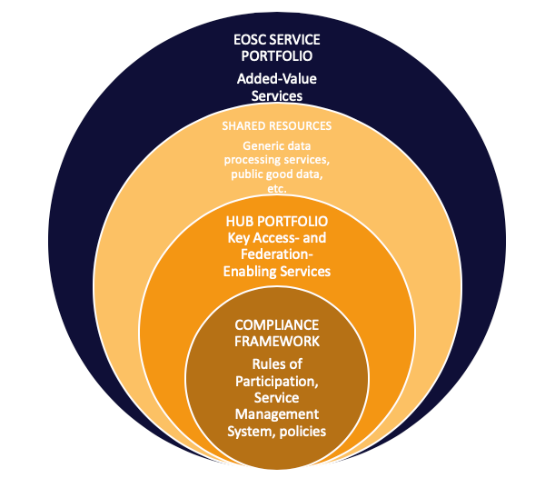 EOSC SERVICE
PORTFOLIO
Added-Value
Services
SHARED RESOURCES
Generic data
processing services,
public good data,
etc.
HUB PORTFOLIO
Key Access- and
Federation-
Enabling Services
COMPLIANCE
FRAMEWORK
Rules of
Participation,
Service
Management
System, policies